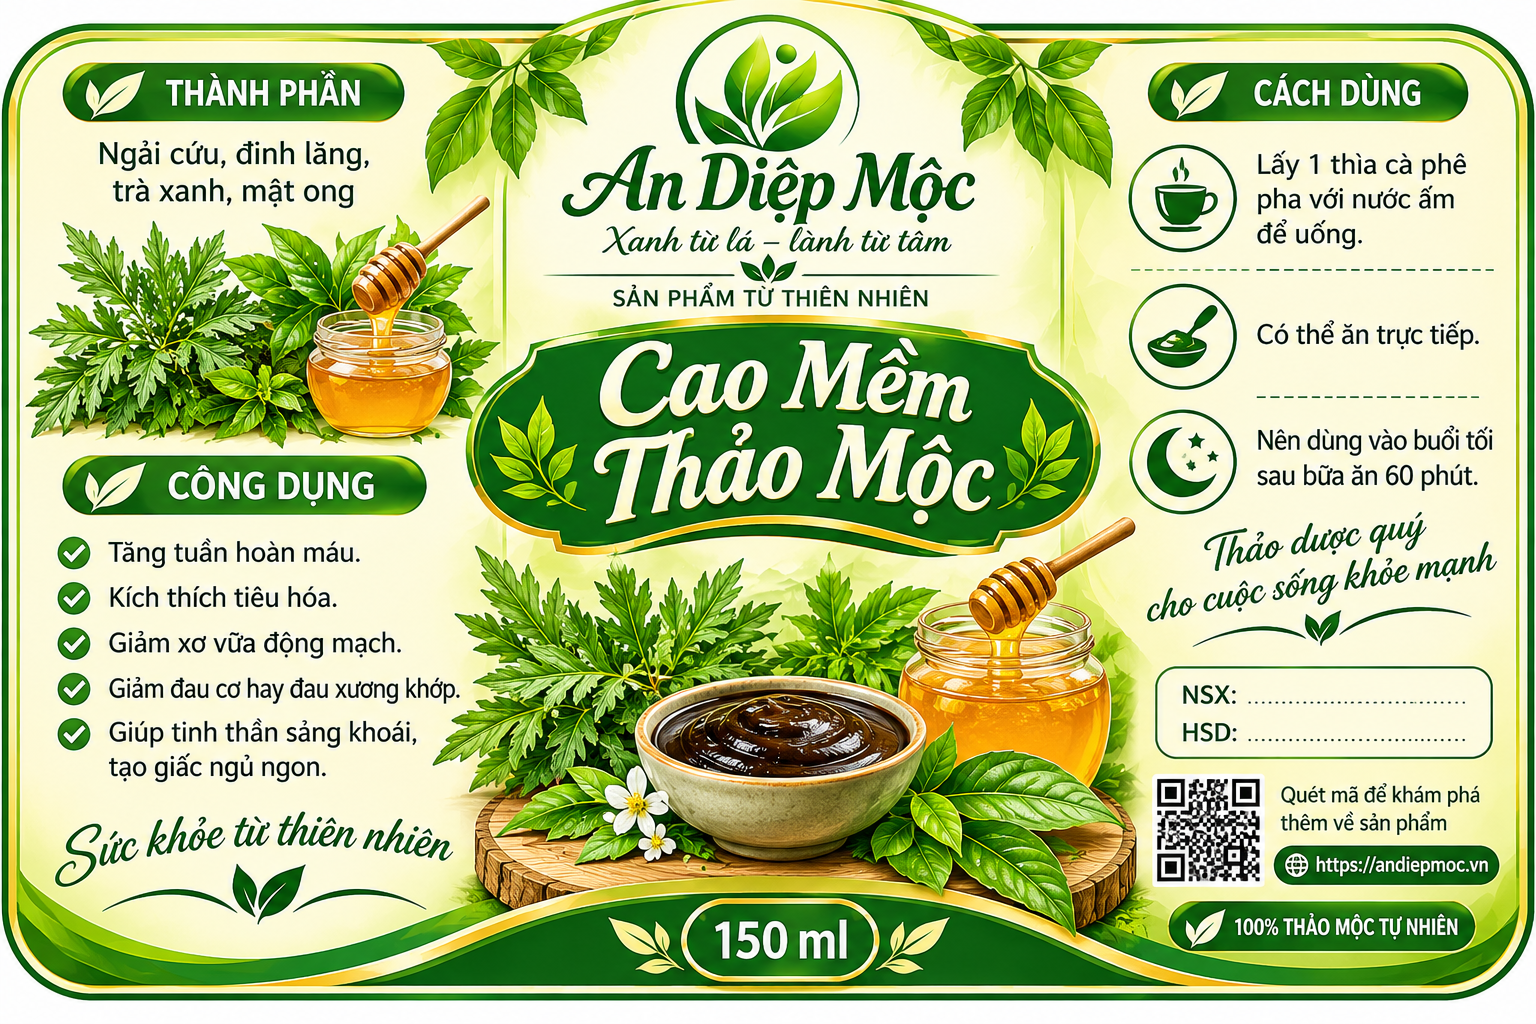 THÀNH PHẦN
Ngải cứu, đinh lăng,
trà xanh, mật ong
CÔNG DỤNG
Tăng tuần hoàn máu.
Kích thích tiêu hóa.
Giảm xơ vữa động mạch.
Giảm đau cơ hay đau xương khớp.
Giúp tinh thần sảng khoái,
tạo giấc ngủ ngon.
Sức khỏe từ thiên nhiên
An Diệp Mộc
Xanh từ lá – lành từ tâm
SẢN PHẨM TỪ THIÊN NHIÊN
Cao Mềm
Thảo Mộc
150 ml
CÁCH DÙNG
Lấy 1 thìa cà phê
pha với nước ấm
để uống.
Có thể ăn trực tiếp.
Nên dùng vào buổi tối
sau bữa ăn 60 phút.
Thảo dược quý
cho cuộc sống khỏe mạnh
NSX: ........................................
HSD: ........................................
Quét mã để khám phá
thêm về sản phẩm
https://andiepmoc.vn
100% THẢO MỘC TỰ NHIÊN